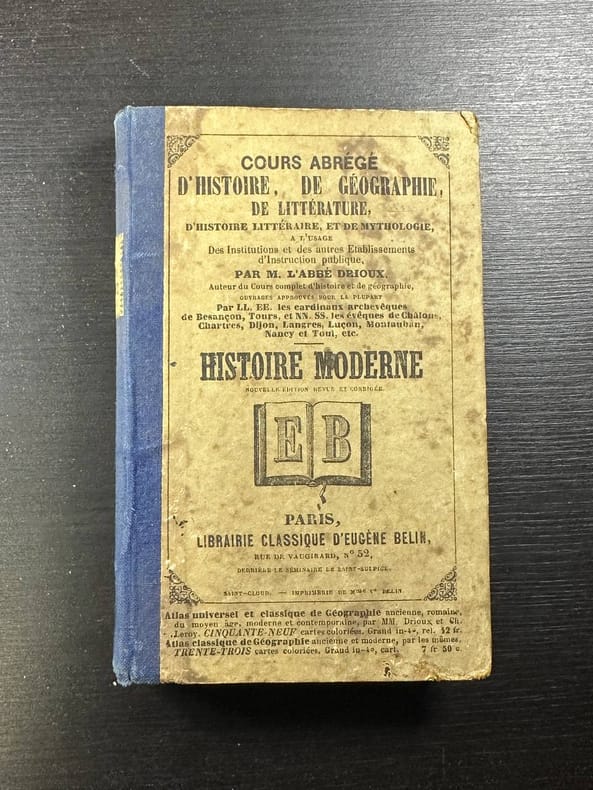 COURS ABRÉGÉ
D'HISTOIRE, DE GÉOGRAPHIE,
DE LITTÉRATURE,
D'HISTOIRE LITTÉRAIRE, ET DE MYTHOLOGIE,
A L'USAGE
Des Institutions et des autres Etablissements
d'Instruction publique,
PAR M. L'ABBÉ DRIOUX,
Auteur du Cours complet d'histoire et de géographie,
OUVRAGES APPROUVÉS POUR LA PLUPART
Par LL. EE. les cardinaux archevêques
de Besançon, Tours, et NN. SS. les évêques de Châlons,
Chartres, Dijon, Langres, Luçon, Montauban,
Nancy et Toul, etc.
HISTOIRE MODERNE
NOUVELLE ÉDITION REVUE ET CORRIGÉE.
E B
PARIS,
LIBRAIRIE CLASSIQUE D'EUGÈNE BELIN,
RUE DE VAUGIRARD, No 52,
DERRIÈRE LE SÉMINAIRE DE SAINT-SULPICE.
SAINT-CLOUD. — IMPRIMERIE DE Mme Ve BELIN.
Atlas universel et classique de Géographie ancienne, romaine,
du moyen âge, moderne et contemporaine, par MM. Drioux et Ch.
Leroy. CINQUANTE-NEUF cartes coloriées. Grand in-4o, rel. 12 fr.
Atlas classique de Géographie ancienne et moderne, par les mêmes.
TRENTE-TROIS cartes coloriées. Grand in-4o, cart. 7 fr 50 c.